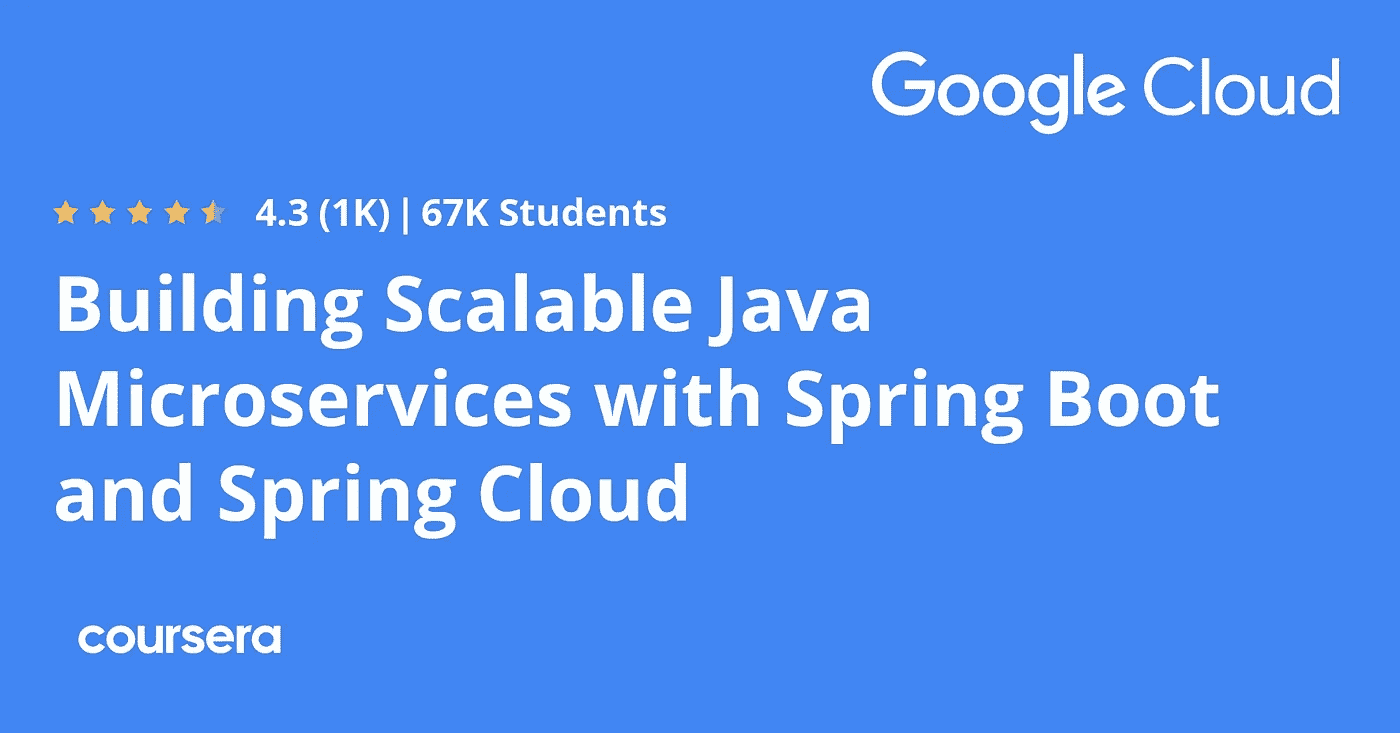 Google Cloud
4.3 (1K) | 67K Students
Building Scalable Java
Microservices with Spring Boot
and Spring Cloud
coursera